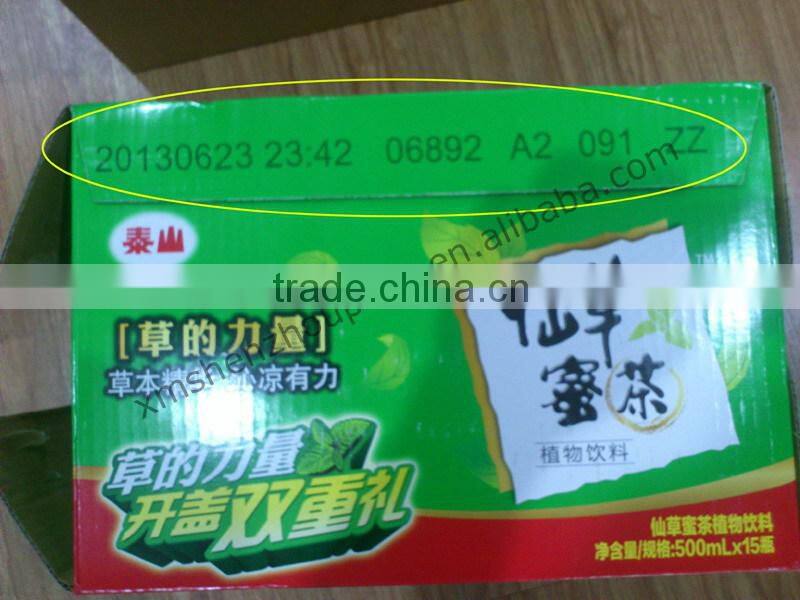 20130623 23:42 06892 A2 091 ZZ
泰山
trade.china.cn
[草的力量]
草本精 沁凉有力
仙草
蜜茶
TM
植物饮料
草的力量
开盖双重礼
仙草蜜茶植物饮料
净含量/规格:500mLx15瓶
en.alibaba.com